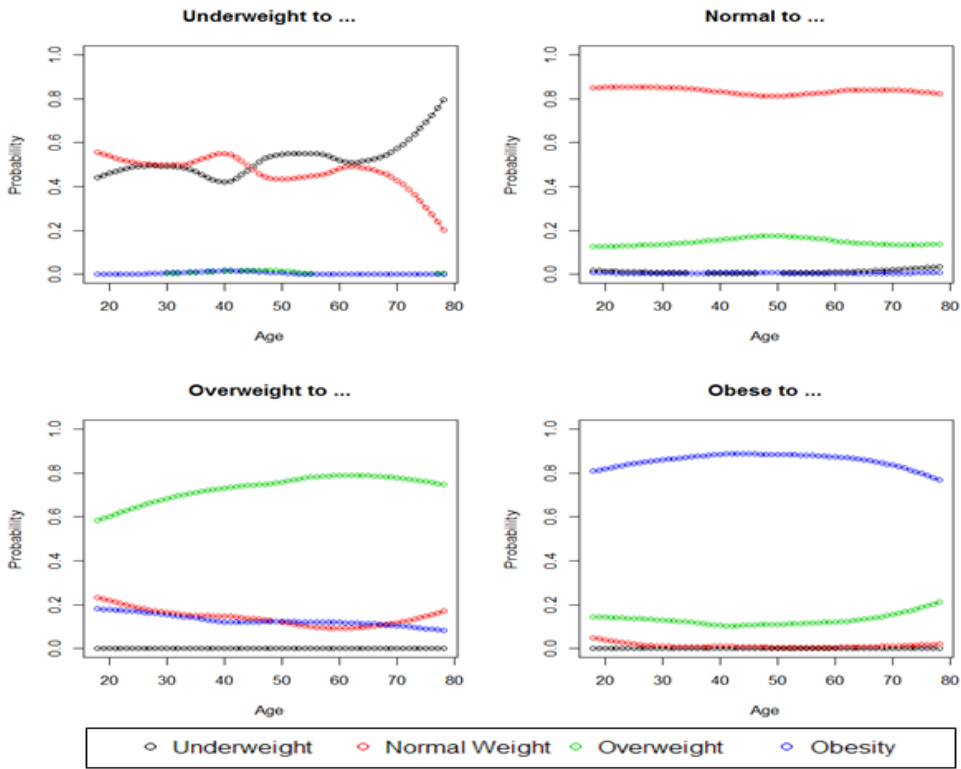 Underweight to ...
Normal to ...
1.0
0.8
0.6
0.4
0.2
0.0
Probability
20 30 40 50 60 70 80
Age
1.0
0.8
0.6
0.4
0.2
0.0
Probability
20 30 40 50 60 70 80
Age
Overweight to ...
Obese to ...
1.0
0.8
0.6
0.4
0.2
0.0
Probability
20 30 40 50 60 70 80
Age
1.0
0.8
0.6
0.4
0.2
0.0
Probability
20 30 40 50 60 70 80
Age
Underweight Normal Weight Overweight Obesity